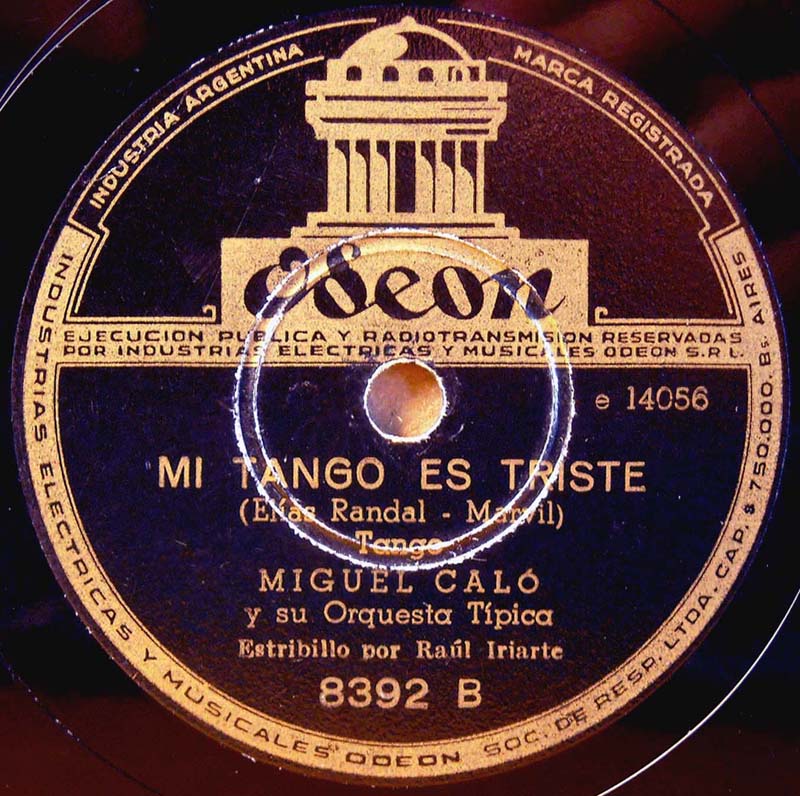 INDUSTRIA ARGENTINA
MARCA REGISTRADA
Odeon
EJECUCION PUBLICA Y RADIOTRANSMISION RESERVADAS
POR INDUSTRIAS ELECTRICAS Y MUSICALES ODEON S.R.L.
e 14056
MI TANGO ES TRISTE
(Elías Randal - Marvil)
Tango
MIGUEL CALÓ
y su Orquesta Típica
Estribillo por Raúl Iriarte
8392 B
INDUSTRIAS ELECTRICAS Y MUSICALES ODEON SOC. DE RESP. LTDA. CAP. $ 750.000. Bs. AIRES